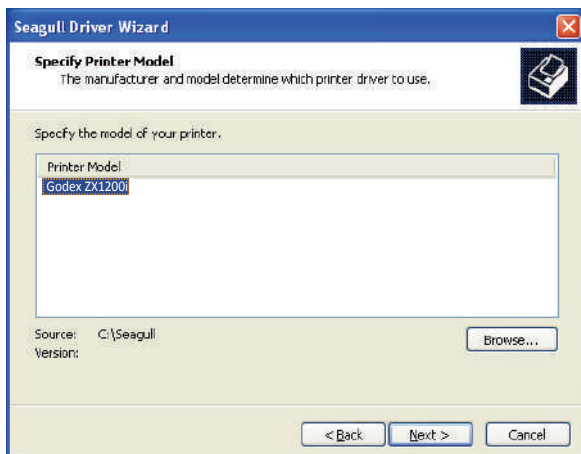 Seagull Driver Wizard
Specify Printer Model
The manufacturer and model determine which printer driver to use.
Specify the model of your printer.
Printer Model
Godex ZX1200i
Source: C:\Seagull
Browse...
Version:
< Back Next > Cancel